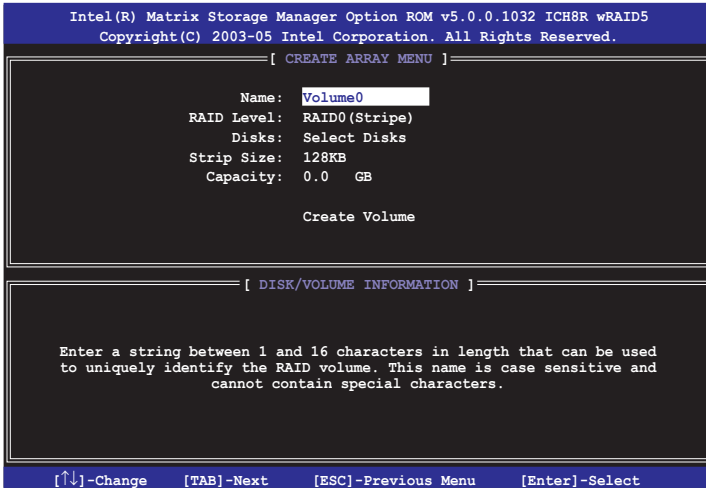 Intel(R) Matrix Storage Manager Option ROM v5.0.0.1032 ICH8R wRAID5
Copyright(C) 2003-05 Intel Corporation. All Rights Reserved.
[ CREATE ARRAY MENU ]
Name: Volume0
RAID Level: RAID0(Stripe)
Disks: Select Disks
Strip Size: 128KB
Capacity: 0.0 GB
Create Volume
[ DISK/VOLUME INFORMATION ]
Enter a string between 1 and 16 characters in length that can be used
to uniquely identify the RAID volume. This name is case sensitive and
cannot contain special characters.
[↑↓]-Change [TAB]-Next [ESC]-Previous Menu [Enter]-Select